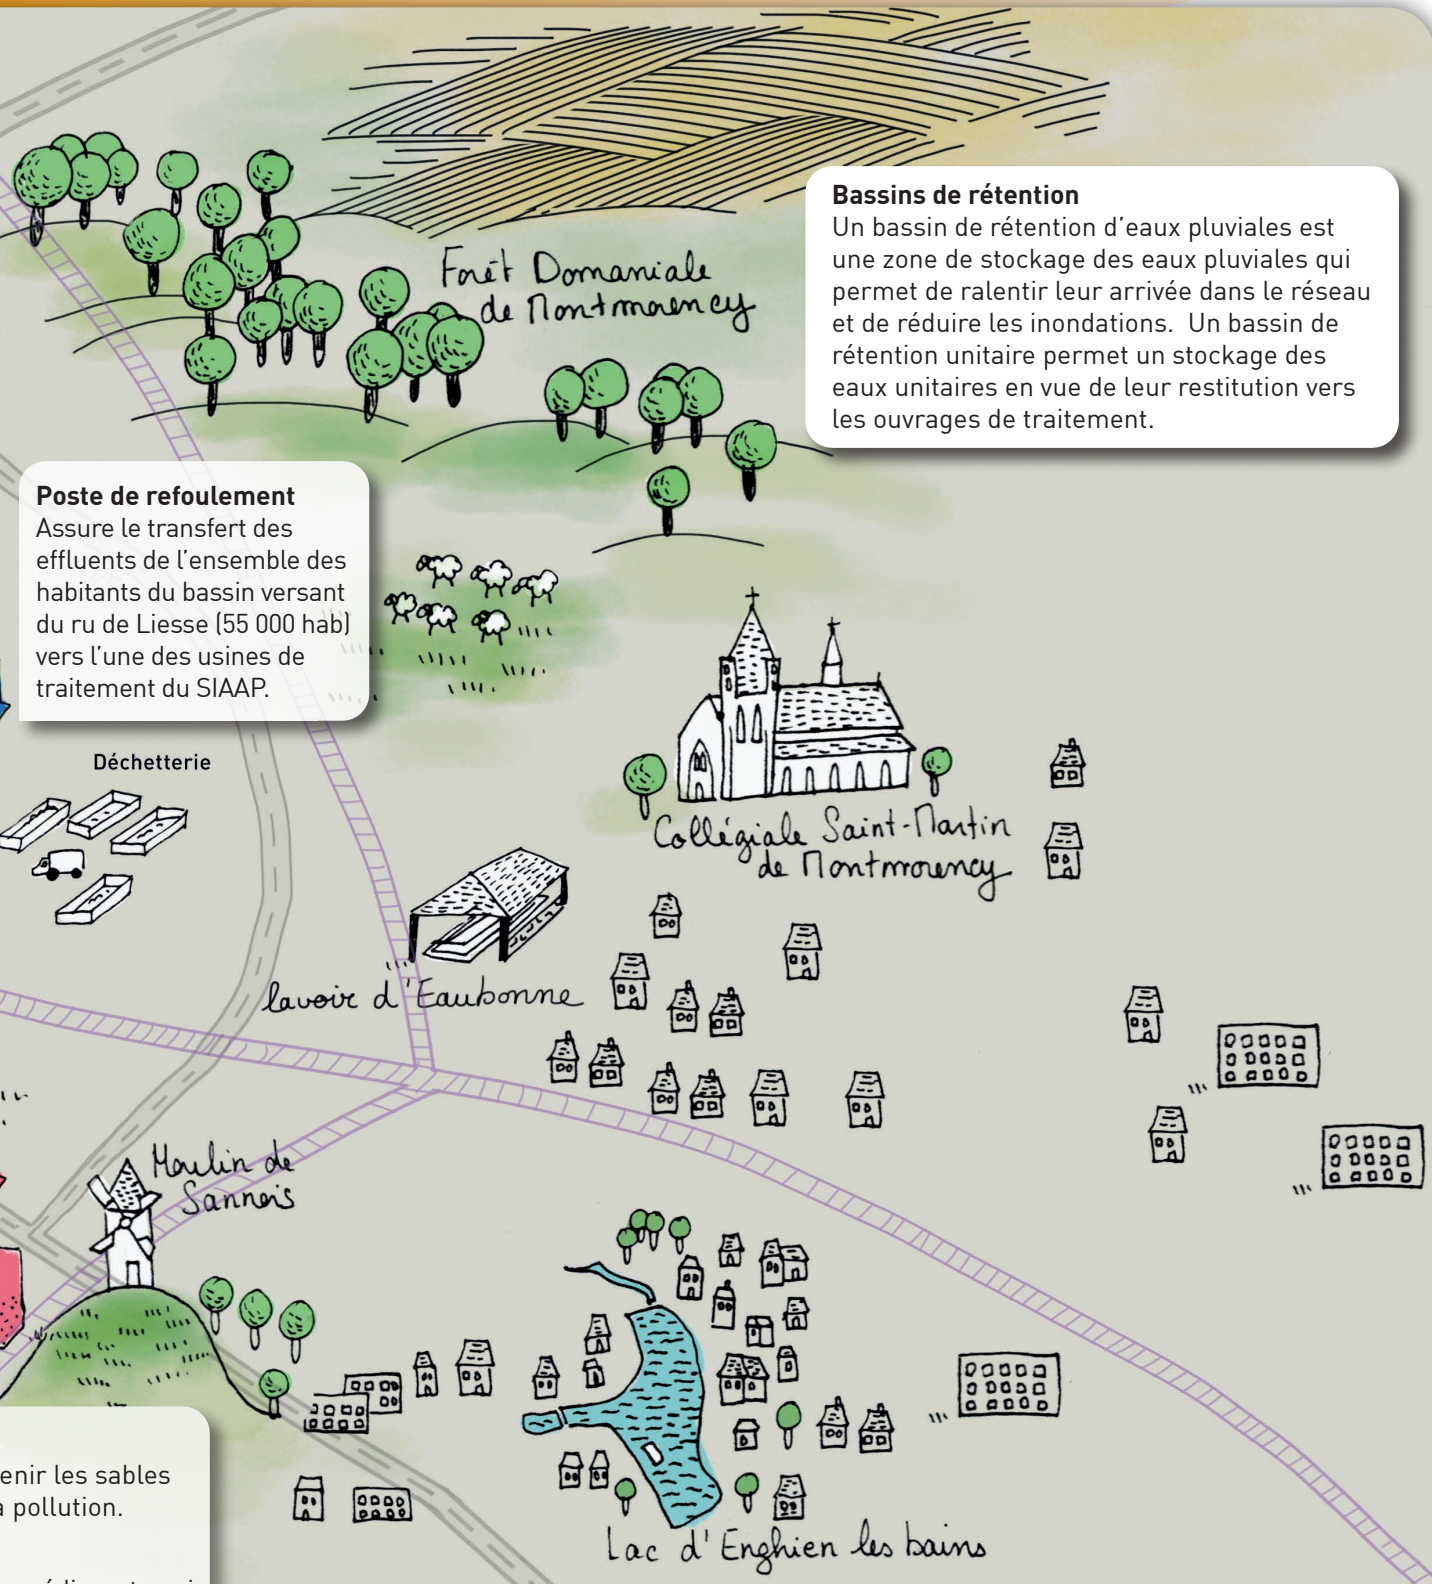 Bassins de rétention
Un bassin de rétention d'eaux pluviales est
une zone de stockage des eaux pluviales qui
permet de ralentir leur arrivée dans le réseau
et de réduire les inondations. Un bassin de
rétention unitaire permet un stockage des
eaux unitaires en vue de leur restitution vers
les ouvrages de traitement.
Forêt Domaniale
de Montmorency
Poste de refoulement
Assure le transfert des
effluents de l'ensemble des
habitants du bassin versant
du ru de Liesse (55 000 hab)
vers l'une des usines de
traitement du SIAAP.
Déchetterie
Collégiale Saint-Martin
de Montmorency
lavoir d'Eaubonne
Moulin de
Sannois
enir les sables
a pollution.
Lac d'Enghien les bains